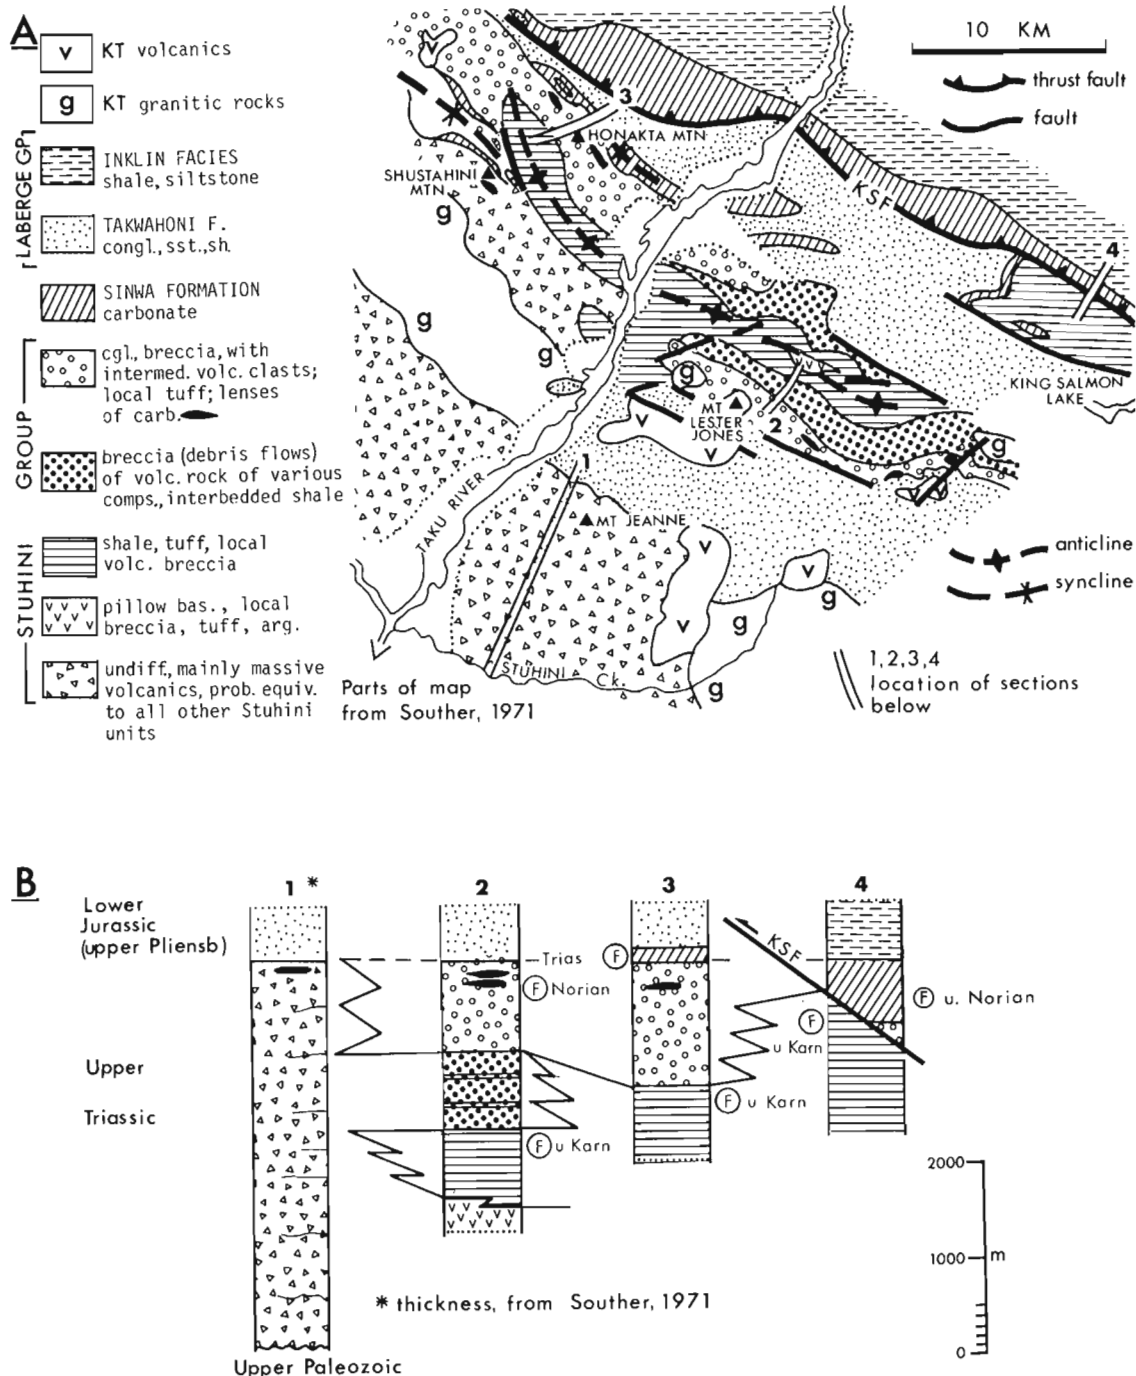 A
v KT volcanics
g KT granitic rocks
LABERGE GP
INKLIN FACIES
shale, siltstone
TAKWAHONI F.
congl., sst., sh.
SINWA FORMATION
carbonate
STUHINI GROUP
cgl., breccia, with
intermed. volc. clasts;
local tuff; lenses
of carb.
breccia (debris flows)
of volc. rock of various
comps., interbedded shale
shale, tuff, local
volc. breccia
pillow bas., local
breccia, tuff, arg.
undiff., mainly massive
volcanics, prob. equiv.
to all other Stuhini
units
10 KM
thrust fault
fault
v
3
HONAKTA MTN
SHUSTAHINI
MTN.
g
KSF
4
g
g
g
KING SALMON
LAKE
MT
LESTER
JONES
2
v
v
g
v v
1
TAKU RIVER
MT JEANNE
v
v
g
v
g
g
STUHINI Ck.
anticline
syncline
1,2,3,4
location of sections
below
Parts of map
from Souther, 1971
B
1 *
2
3
4
Lower
Jurassic
(upper Pliensb)
Trias
F
KSF
F Norian
F u. Norian
F
u Karn
Upper
Triassic
F u Karn
F u Karn
2000
1000 m
0
* thickness, from Souther, 1971
Upper Paleozoic